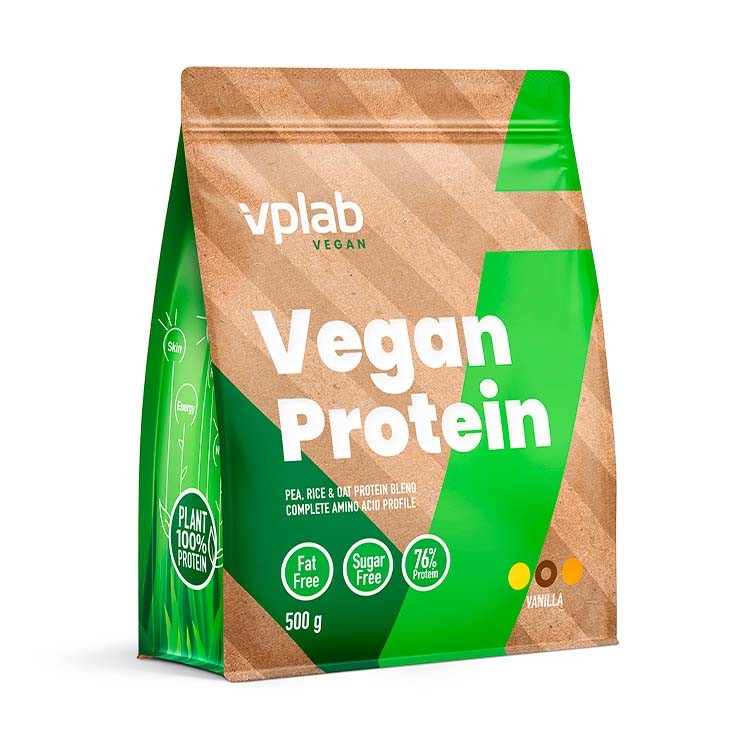 vplab
VEGAN
Vegan
Protein
PEA, RICE & OAT PROTEIN BLEND
COMPLETE AMINO ACID PROFILE
Fat
Free
Sugar
Free
76%
Protein
500 g
VANILLA
Skin
Energy
PLANT
100%
PROTEIN